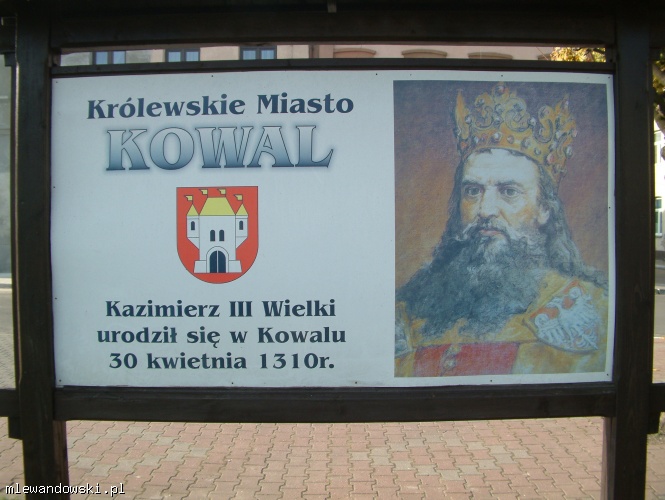 Królewskie Miasto
KOWAL
Kazimierz III Wielki
urodził się w Kowalu
30 kwietnia 1310r.
mlewandowski.pl